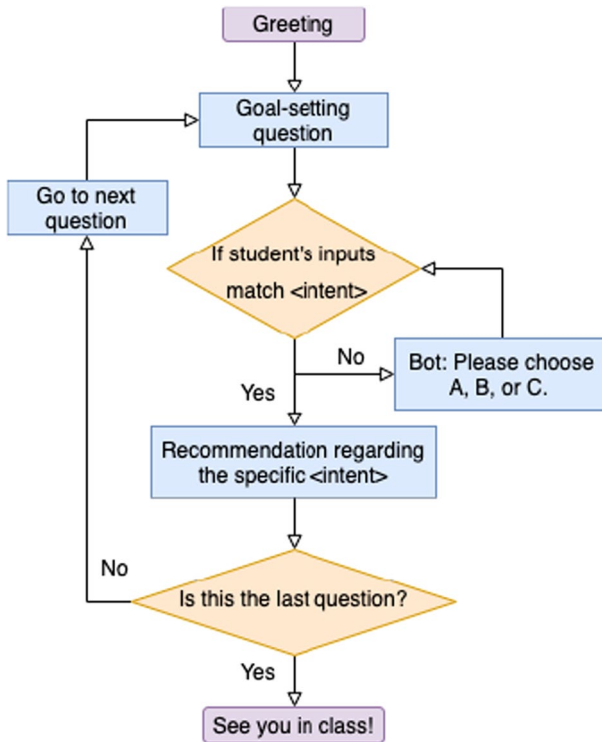 Greeting
Goal-setting
question
Go to next
question
If student's inputs
match <intent>
No
Bot: Please choose
A, B, or C.
Yes
Recommendation regarding
the specific <intent>
No
Is this the last question?
Yes
See you in class!